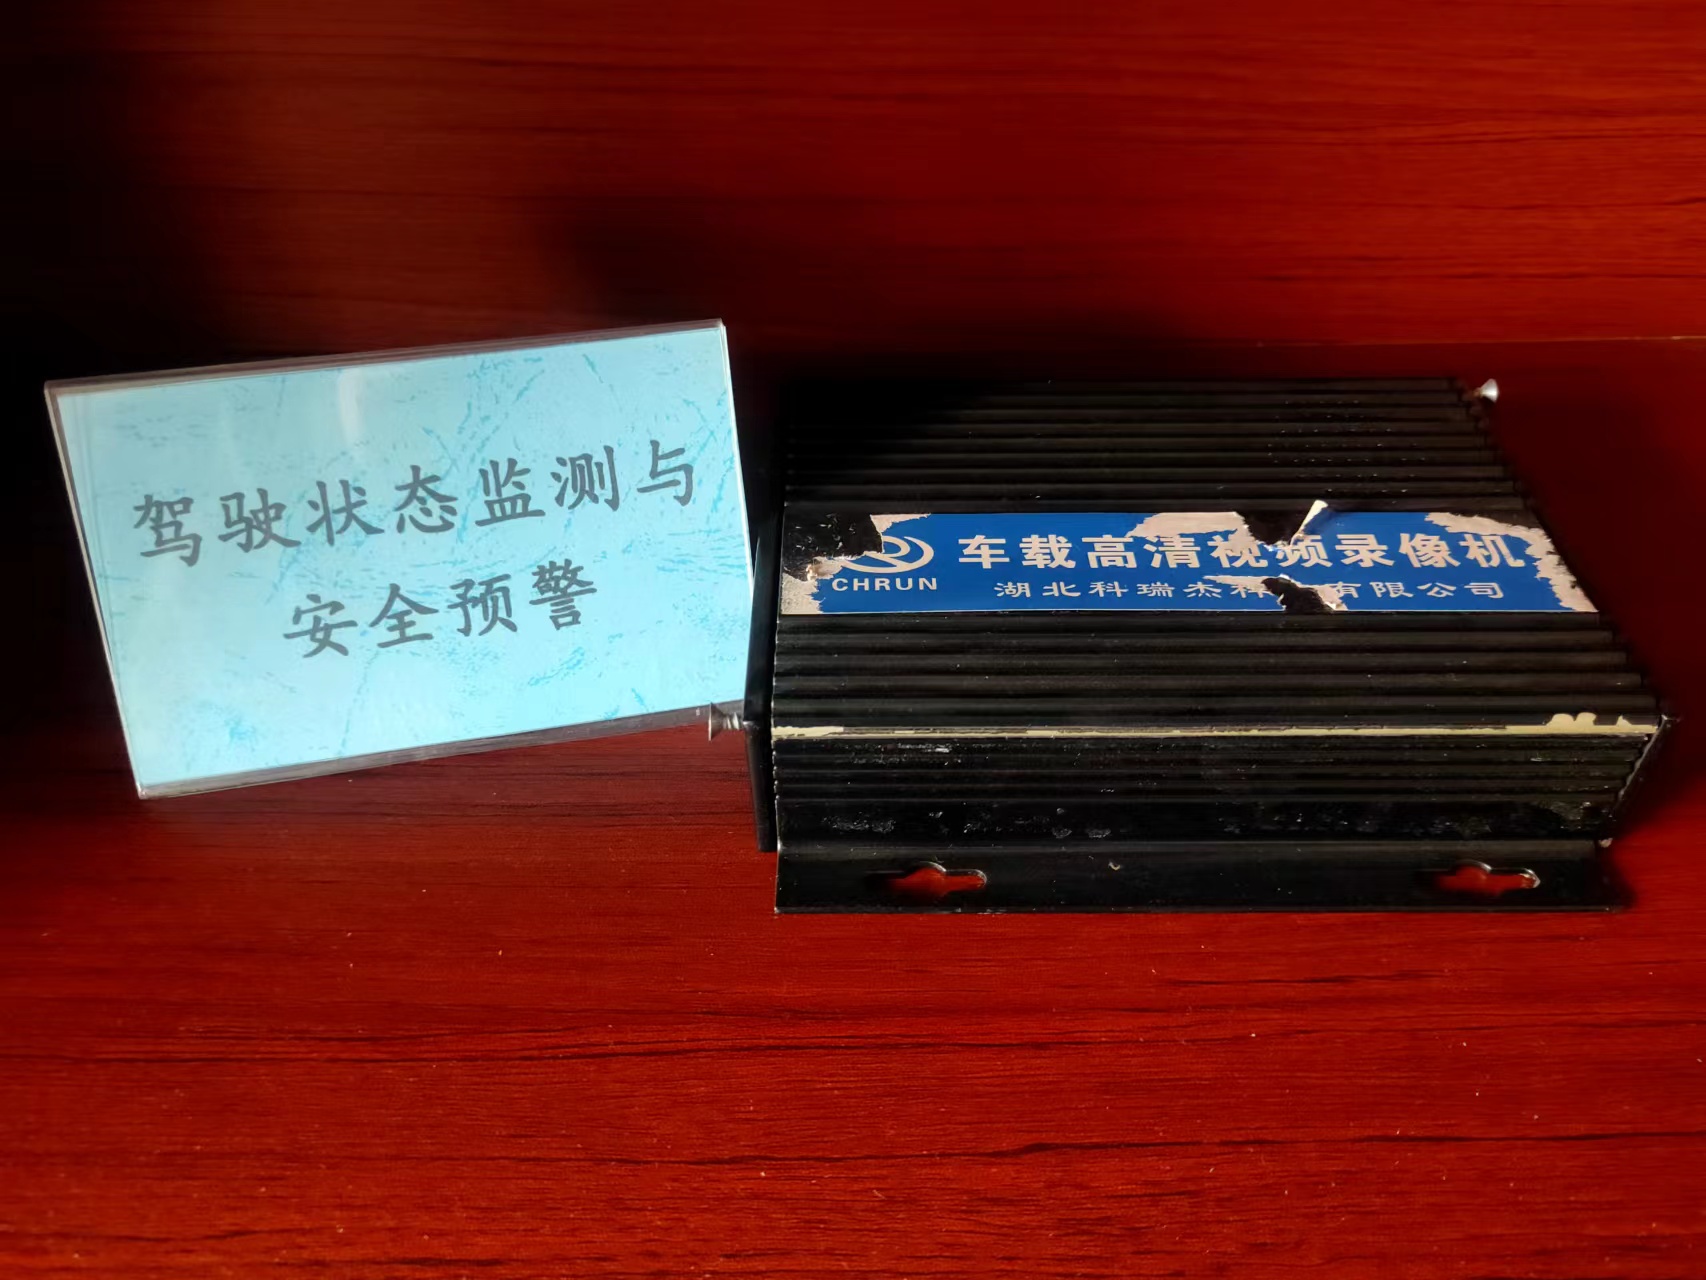 驾驶状态监测与
安全预警
车载高清视频录像机
CHRUN
湖北科瑞杰科 有限公司